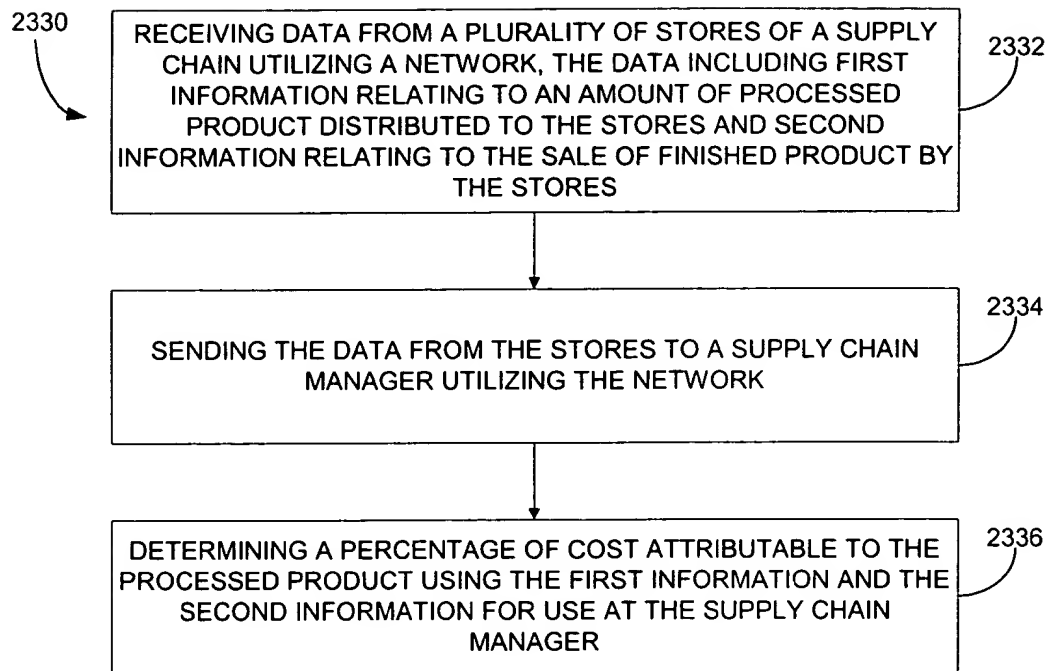 2330
RECEIVING DATA FROM A PLURALITY OF STORES OF A SUPPLY
CHAIN UTILIZING A NETWORK, THE DATA INCLUDING FIRST
INFORMATION RELATING TO AN AMOUNT OF PROCESSED
PRODUCT DISTRIBUTED TO THE STORES AND SECOND
INFORMATION RELATING TO THE SALE OF FINISHED PRODUCT BY
THE STORES
2332
SENDING THE DATA FROM THE STORES TO A SUPPLY CHAIN
MANAGER UTILIZING THE NETWORK
2334
DETERMINING A PERCENTAGE OF COST ATTRIBUTABLE TO THE
PROCESSED PRODUCT USING THE FIRST INFORMATION AND THE
SECOND INFORMATION FOR USE AT THE SUPPLY CHAIN
MANAGER
2336